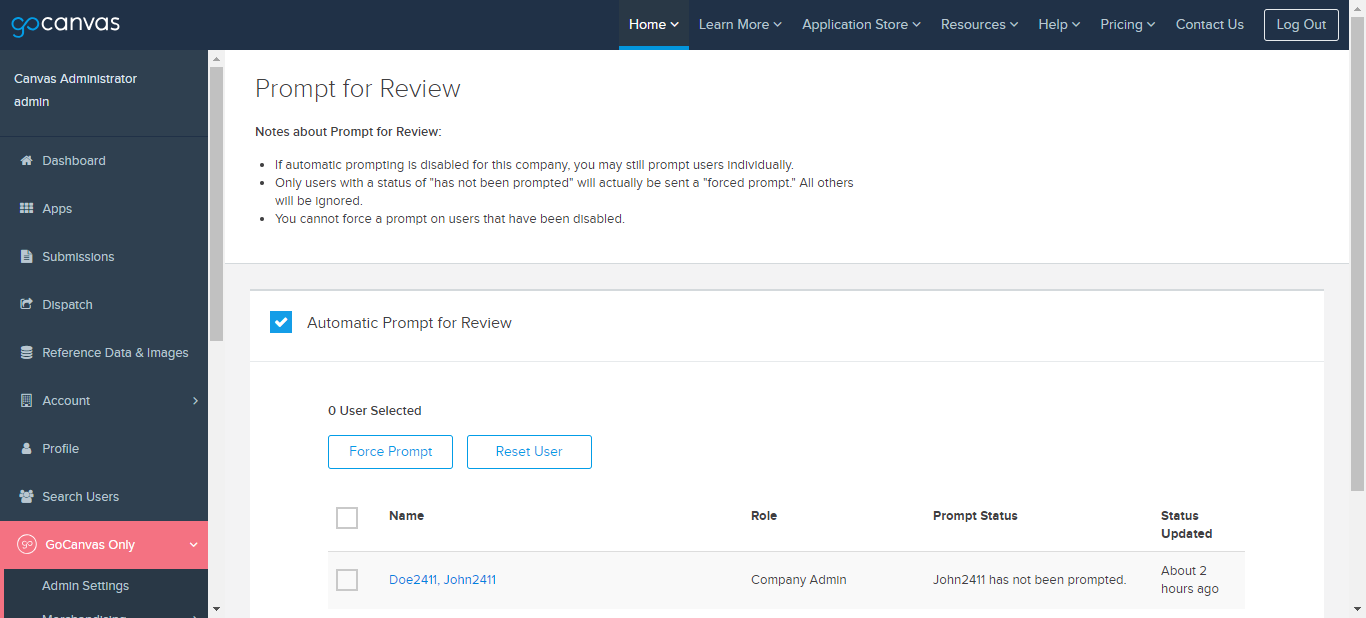 gocanvas
Home
Learn More
Application Store
Resources
Help
Pricing
Contact Us
Log Out
Canvas Administrator
admin
Dashboard
Apps
Submissions
Dispatch
Reference Data & Images
Account
Profile
Search Users
go
GoCanvas Only
Admin Settings
Merchandising
Prompt for Review
Notes about Prompt for Review:
If automatic prompting is disabled for this company, you may still prompt users individually.
Only users with a status of "has not been prompted" will actually be sent a "forced prompt." All others
will be ignored.
You cannot force a prompt on users that have been disabled.
Automatic Prompt for Review
0 User Selected
Force Prompt
Reset User
Name
Role
Prompt Status
Status
Updated
Doe2411, John2411
Company Admin
John2411 has not been prompted.
About 2
hours ago